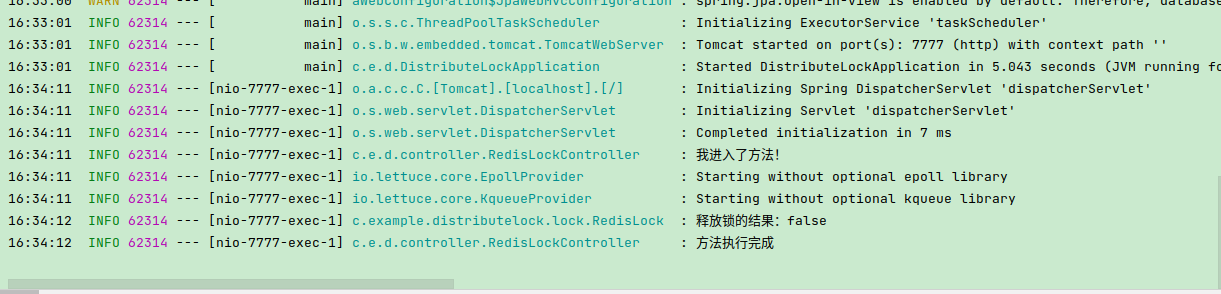 16:33:00  WARN 62314 --- [           main] aWebConfiguration$JpaWebMvcConfiguration : spring.jpa.open-in-view is enabled by default. Therefore, database
16:33:01  INFO 62314 --- [           main] o.s.s.c.ThreadPoolTaskScheduler          : Initializing ExecutorService 'taskScheduler'
16:33:01  INFO 62314 --- [           main] o.s.b.w.embedded.tomcat.TomcatWebServer  : Tomcat started on port(s): 7777 (http) with context path ''
16:33:01  INFO 62314 --- [           main] c.e.d.DistributeLockApplication          : Started DistributeLockApplication in 5.043 seconds (JVM running fo
16:34:11  INFO 62314 --- [nio-7777-exec-1] o.a.c.c.C.[Tomcat].[localhost].[/]       : Initializing Spring DispatcherServlet 'dispatcherServlet'
16:34:11  INFO 62314 --- [nio-7777-exec-1] o.s.web.servlet.DispatcherServlet        : Initializing Servlet 'dispatcherServlet'
16:34:11  INFO 62314 --- [nio-7777-exec-1] o.s.web.servlet.DispatcherServlet        : Completed initialization in 7 ms
16:34:11  INFO 62314 --- [nio-7777-exec-1] c.e.d.controller.RedisLockController     : 我进入了方法!
16:34:11  INFO 62314 --- [nio-7777-exec-1] io.lettuce.core.EpollProvider            : Starting without optional epoll library
16:34:11  INFO 62314 --- [nio-7777-exec-1] io.lettuce.core.KqueueProvider           : Starting without optional kqueue library
16:34:12  INFO 62314 --- [nio-7777-exec-1] c.example.distributelock.lock.RedisLock  : 释放锁的结果：false
16:34:12  INFO 62314 --- [nio-7777-exec-1] c.e.d.controller.RedisLockController     : 方法执行完成